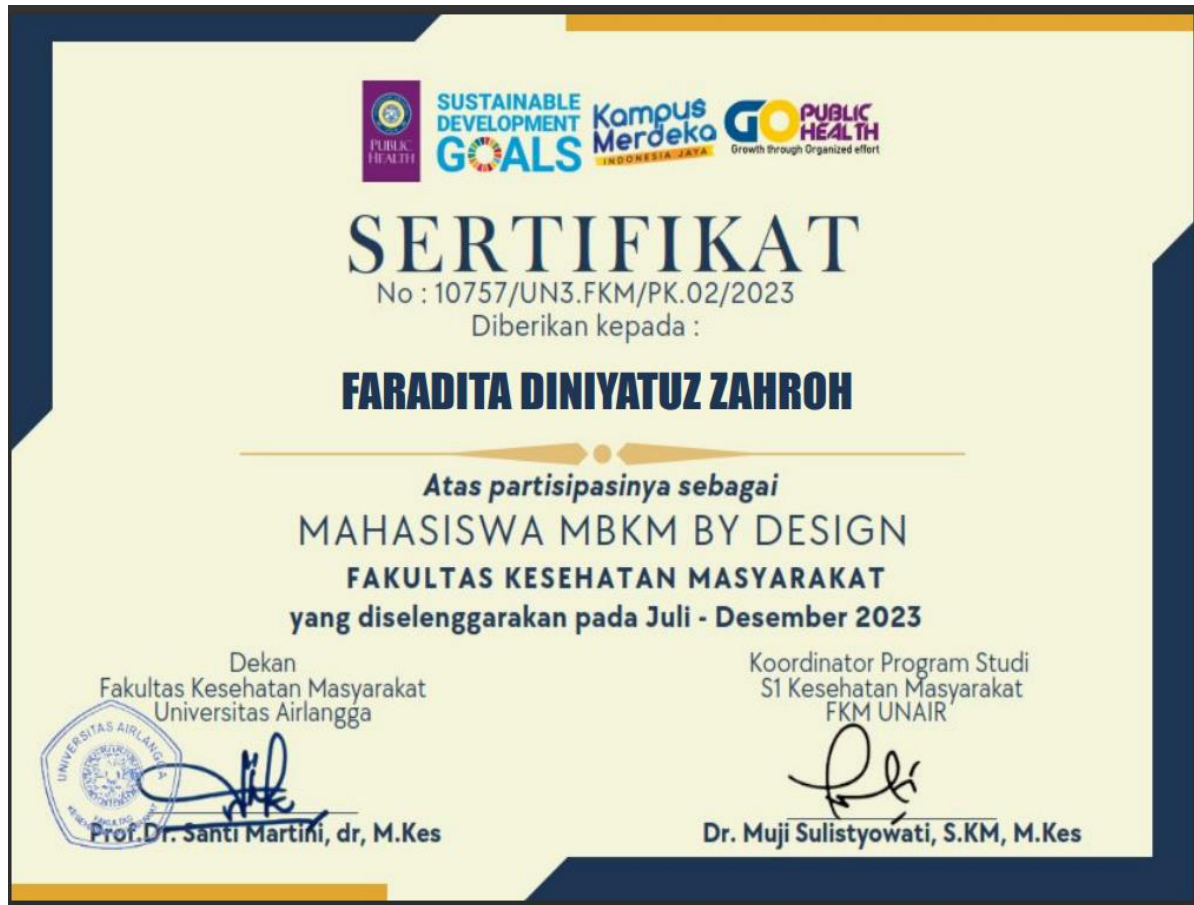 PUBLIC
HEALTH
SUSTAINABLE
DEVELOPMENT
GOALS
Kampus
Merdeka
INDONESIA JAYA
GO PUBLIC
HEALTH
Growth through Organized effort
SERTIFIKAT
No : 10757/UN3.FKM/PK.02/2023
Diberikan kepada :
FARADITA DINIYATUZ ZAHROH
Atas partisipasinya sebagai
MAHASISWA MBKM BY DESIGN
FAKULTAS KESEHATAN MASYARAKAT
yang diselenggarakan pada Juli - Desember 2023
Dekan
Fakultas Kesehatan Masyarakat
Universitas Airlangga
UNIVERSITAS AIRLANGGA
FAKULTAS
Prof.Dr. Santi Martini, dr, M.Kes
Koordinator Program Studi
S1 Kesehatan Masyarakat
FKM UNAIR
Dr. Muji Sulistyowati, S.KM, M.Kes